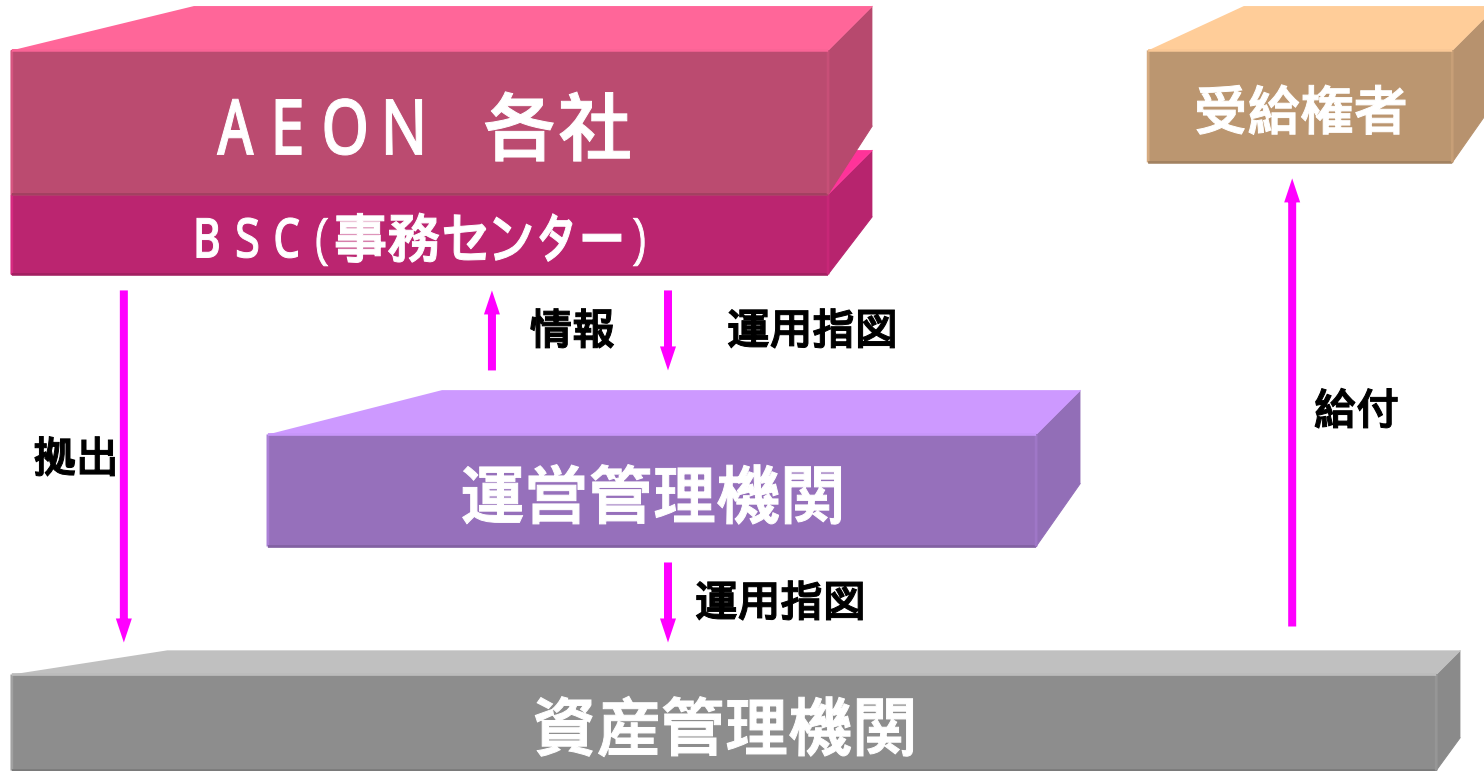 AEON 各社
受給権者
BSC(事務センター)
情報
運用指図
給付
拠出
運営管理機関
運用指図
資産管理機関